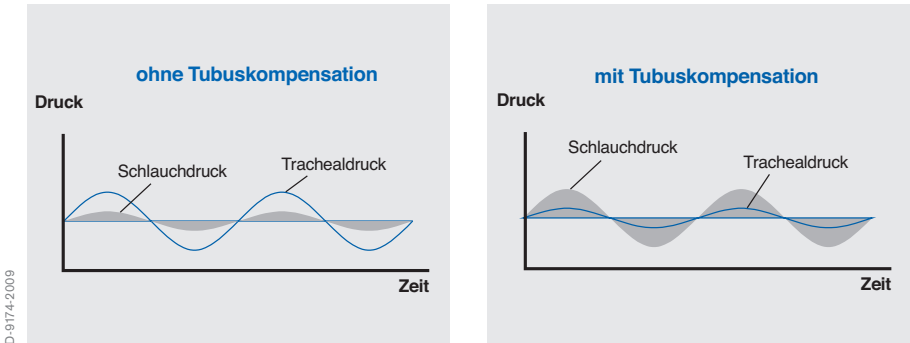 ohne Tubuskompensation
Druck
Schlauchdruck
Trachealdruck
Zeit
mit Tubuskompensation
Druck
Schlauchdruck
Trachealdruck
Zeit
D-9174-2009